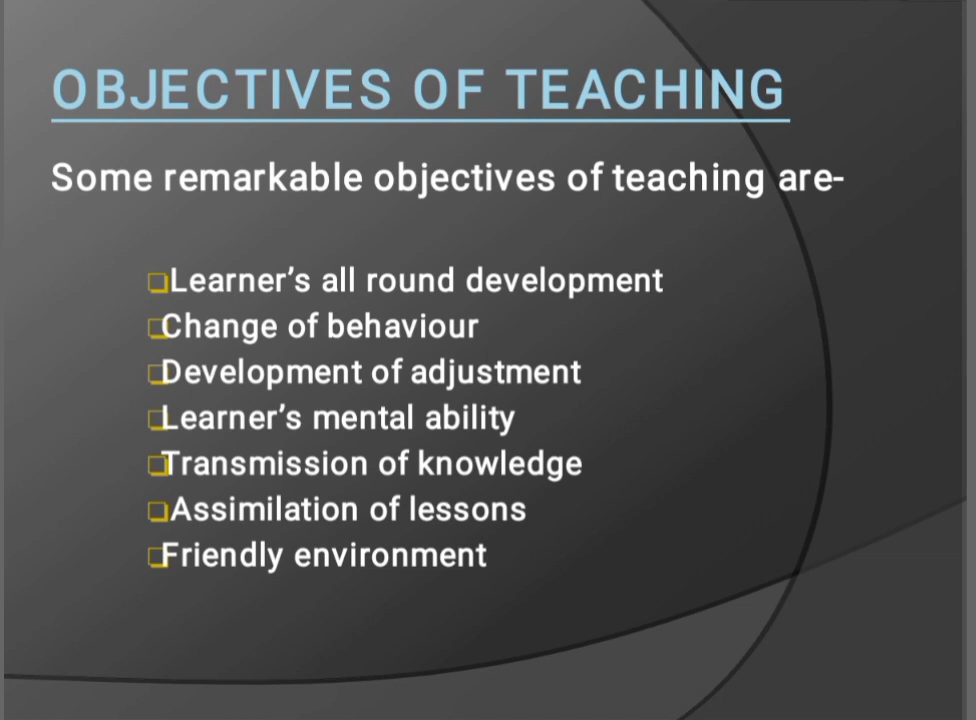 OBJECTIVES OF TEACHING
Some remarkable objectives of teaching are-
❑Learner’s all round development
❑Change of behaviour
❑Development of adjustment
❑Learner’s mental ability
❑Transmission of knowledge
❑Assimilation of lessons
❑Friendly environment